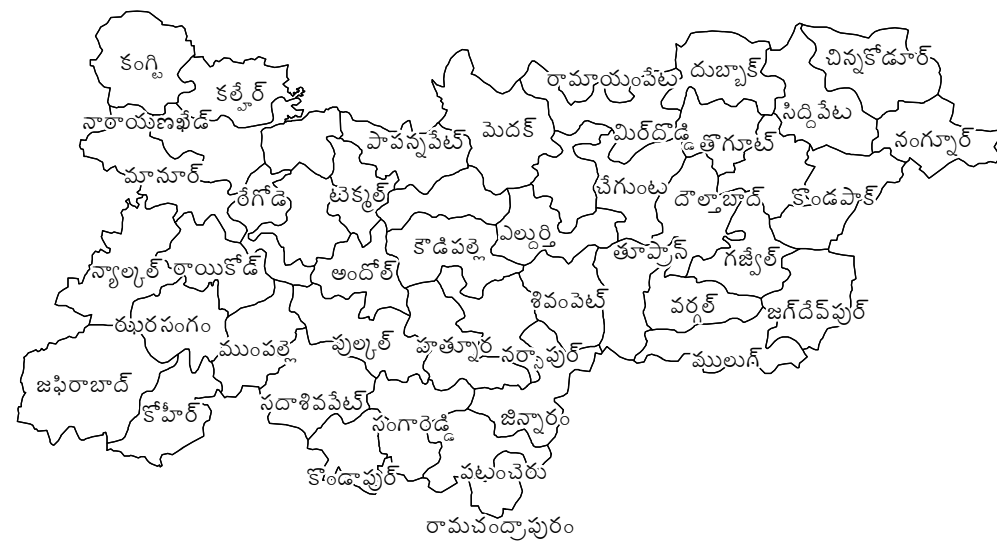 కంగ్టి
కల్హేర్
నారాయణఖేడ్
మానూర్
రేగోడె
టెక్మల్
పాపన్నపేట్
మెదక్
రామాయంపేట
దుబ్బాక్
చిన్నకోడూర్
సిద్దిపేట
నంగ్నూర్
మిర్‌దొడ్డి
తొగూట్
చేగుంట
దౌల్తాబాద్
కొండపాక్
న్యాల్కల్
రాయికోడ్
అందోల్
కౌడిపల్లె
ఎల్దుర్తి
తూప్రాన్
గజ్వేల్
ఝరసంగం
ముంపల్లె
పుల్కల్
హత్నూర
నర్సాపుర్
శివంపెట్
వర్గల్
జగ్‌దేవ్‌పుర్
ములుగ్
జహీరాబాద్
కోహీర్
సదాశివపేట్
సంగారెడ్డి
జిన్నారం
కొండాపుర్
పటంచెరు
రామచంద్రాపురం